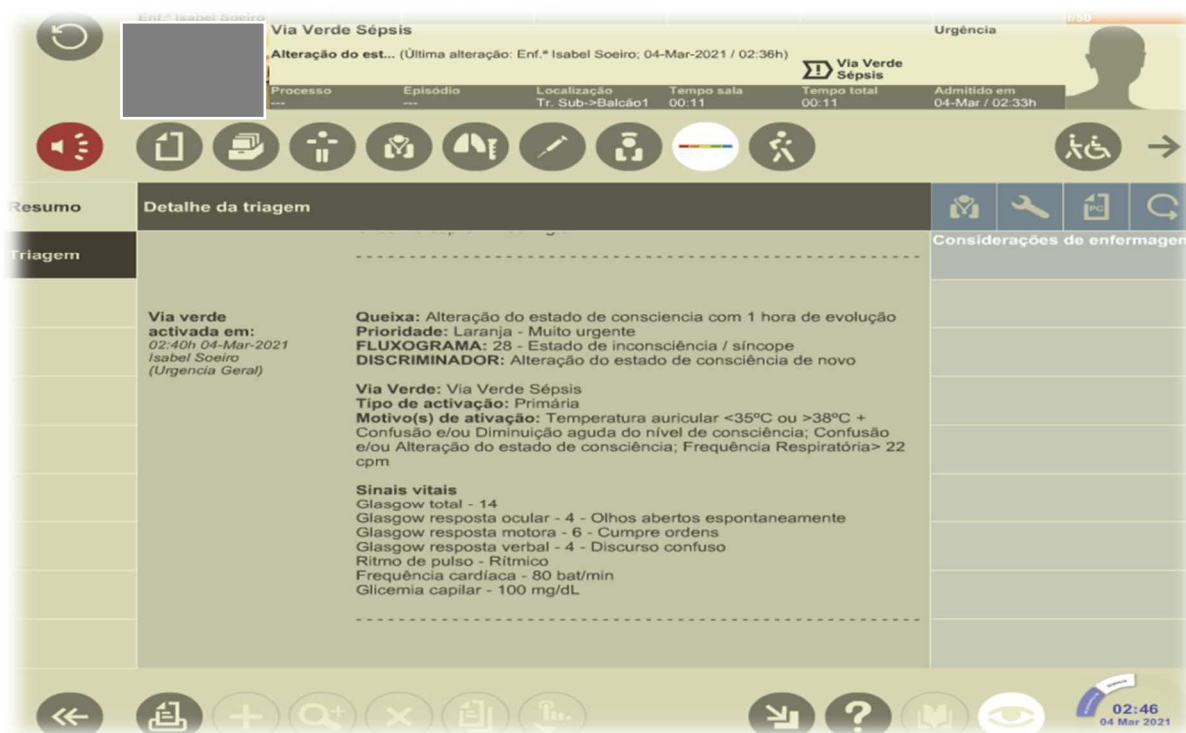 Enf.ª Isabel Soeiro
Via Verde Sépsis
Urgência
Alteração do est... (Última alteração: Enf.ª Isabel Soeiro; 04-Mar-2021 / 02:36h)
Via Verde
Sépsis
Processo Episódio Localização Tempo sala Tempo total Admitido em
--- --- Tr. Sub->Balcão1 00:11 00:11 04-Mar / 02:33h
Resumo
Detalhe da triagem
PC
Triagem
Considerações de enfermagem
Via verde
activada em:
02:40h 04-Mar-2021
Isabel Soeiro
(Urgencia Geral)
Queixa: Alteração do estado de consciencia com 1 hora de evolução
Prioridade: Laranja - Muito urgente
FLUXOGRAMA: 28 - Estado de inconsciência / síncope
DISCRIMINADOR: Alteração do estado de consciência de novo
Via Verde: Via Verde Sépsis
Tipo de activação: Primária
Motivo(s) de ativação: Temperatura auricular <35ºC ou >38ºC +
Confusão e/ou Diminuição aguda do nível de consciência; Confusão
e/ou Alteração do estado de consciência; Frequência Respiratória> 22
cpm
Sinais vitais
Glasgow total - 14
Glasgow resposta ocular - 4 - Olhos abertos espontaneamente
Glasgow resposta motora - 6 - Cumpre ordens
Glasgow resposta verbal - 4 - Discurso confuso
Ritmo de pulso - Rítmico
Frequência cardíaca - 80 bat/min
Glicemia capilar - 100 mg/dL
02:46
04 Mar 2021